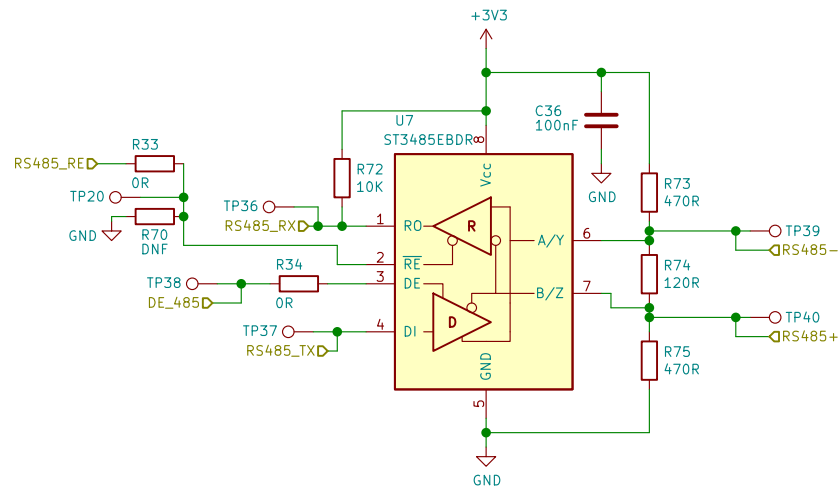 +3V3
U7
ST3485EBDR
C36
100nF
GND
R33
RS485_RE
0R
TP20
R70
GND
DNF
R72
10K
TP36
RS485_RX
TP38
R34
DE_485
0R
TP37
RS485_TX
8
Vcc
1
RO
R
2
RE
3
DE
4
DI
D
A/Y
6
B/Z
7
GND
5
R73
470R
TP39
RS485-
R74
120R
TP40
RS485+
R75
470R
GND